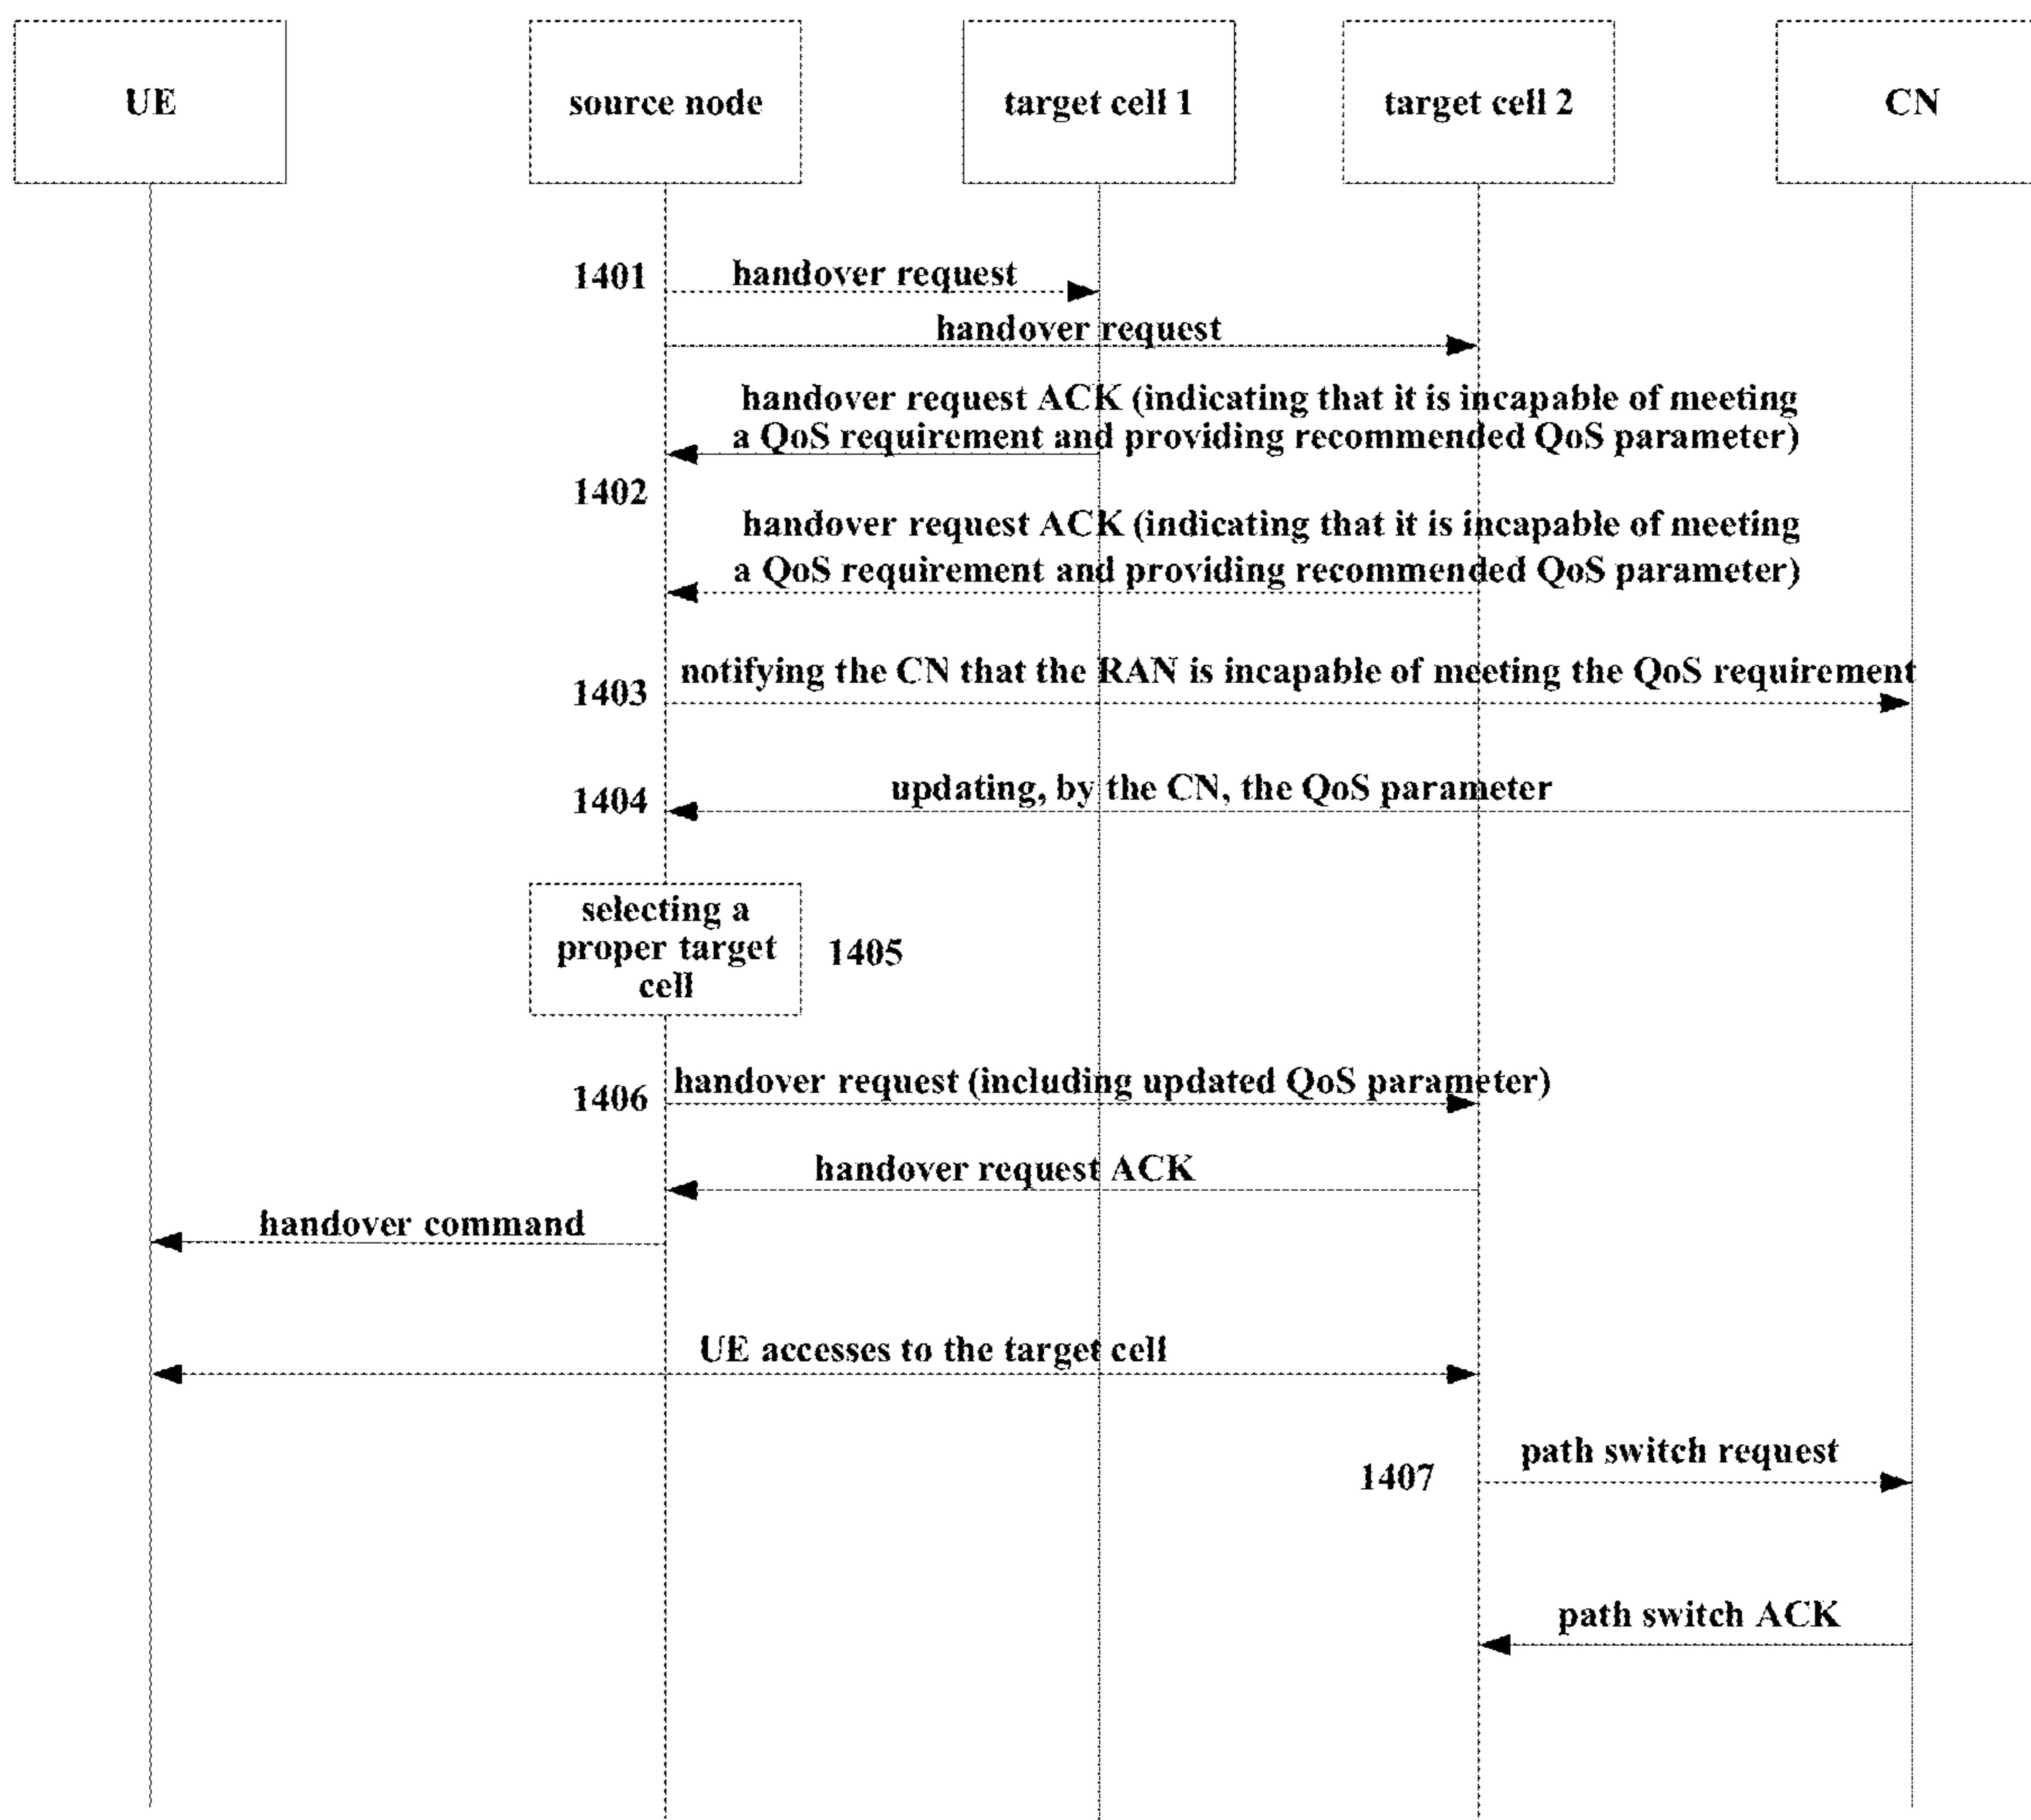 UE
source node
target cell 1
target cell 2
CN
1401
handover request
handover request
handover request ACK (indicating that it is incapable of meeting
a QoS requirement and providing recommended QoS parameter)
1402
handover request ACK (indicating that it is incapable of meeting
a QoS requirement and providing recommended QoS parameter)
notifying the CN that the RAN is incapable of meeting the QoS requirement
1403
updating, by the CN, the QoS parameter
1404
selecting a
proper target
cell
1405
handover request (including updated QoS parameter)
1406
handover request ACK
handover command
UE accesses to the target cell
path switch request
1407
path switch ACK